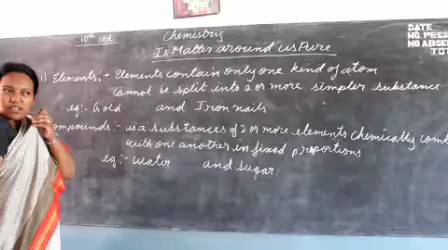 10th std
Chemistry
Is Matter around us Pure
DATE
NO. PRES
NO ABSEN
TOT
1) Elements :- Elements contain only one kind of atom
cannot be split into 2 or more simpler substance
eg:- Gold and Iron nails
ompounds :- is a substances of 2 or more elements chemically comb
with one another in fixed proportions
eg:- water and sugar